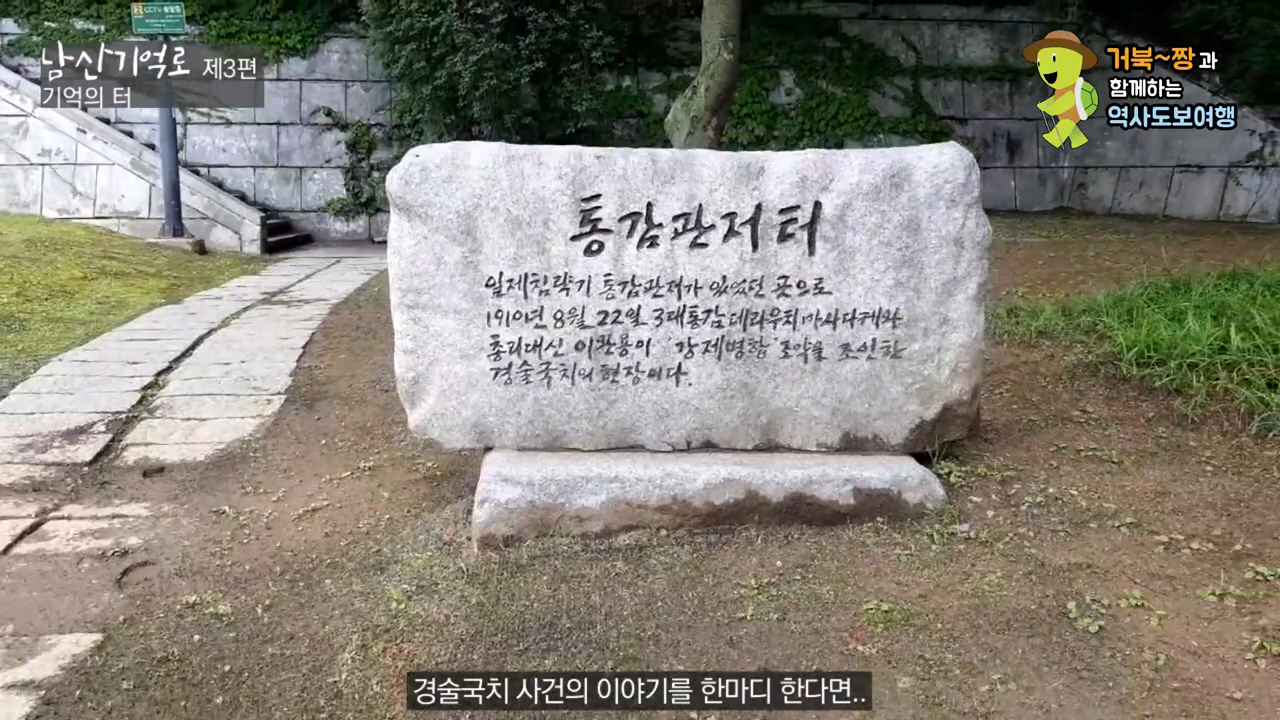 CCTV
남산기억로 제3편
기억의 터
거북~짱과
함께하는
역사도보여행
통감관저터
일제침략기 통감관저가 있었던 곳으로
1910년 8월 22일 3대통감 데라우치 마사다케와
총리대신 이완용이 '강제병합' 조약을 조인한
경술국치의 현장이다.
경술국치 사건의 이야기를 한마디 한다면..